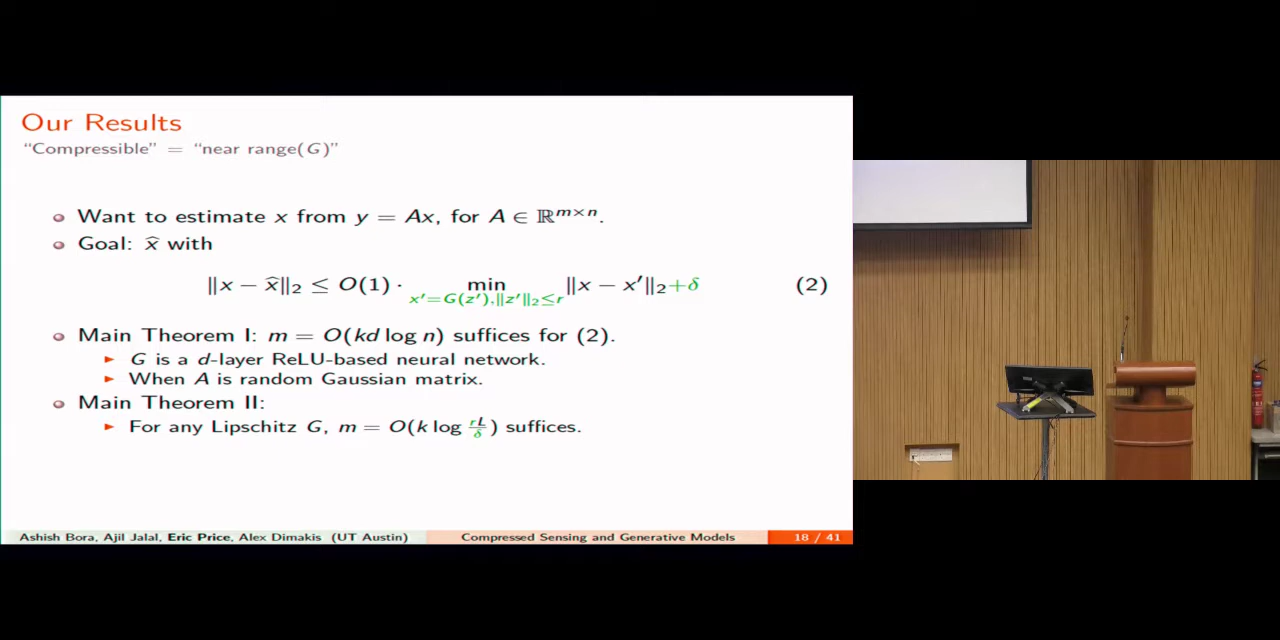 Our Results
“Compressible” = “near range(G)”
Want to estimate x from y = Ax, for A ∈ ℝ^{m×n}.
Goal: x̂ with
‖x − x̂‖₂ ≤ O(1) · min_{x′=G(z′),‖z′‖₂≤r} ‖x − x′‖₂+δ (2)
Main Theorem I: m = O(kd log n) suffices for (2).
G is a d-layer ReLU-based neural network.
When A is random Gaussian matrix.
Main Theorem II:
For any Lipschitz G, m = O(k log rL/δ) suffices.
Ashish Bora, Ajil Jalal, Eric Price, Alex Dimakis (UT Austin) Compressed Sensing and Generative Models 18 / 41